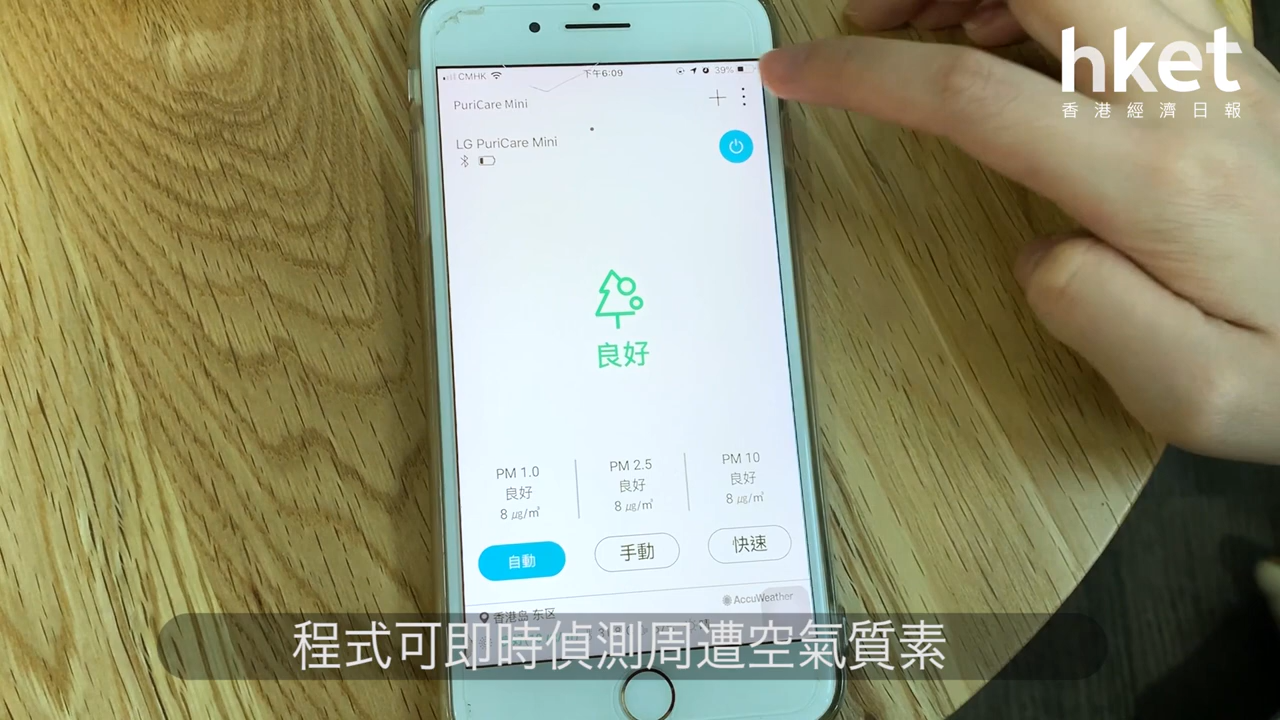 hket
香港經濟日報
CMHK 下午6:09 39%
PuriCare Mini
LG PuriCare Mini
良好
PM 1.0 PM 2.5 PM 10
良好 良好 良好
8 ㎍/㎥ 8 ㎍/㎥ 8 ㎍/㎥
自動 手動 快速
香港岛 东区 AccuWeather
程式可即時偵測周遭空氣質素